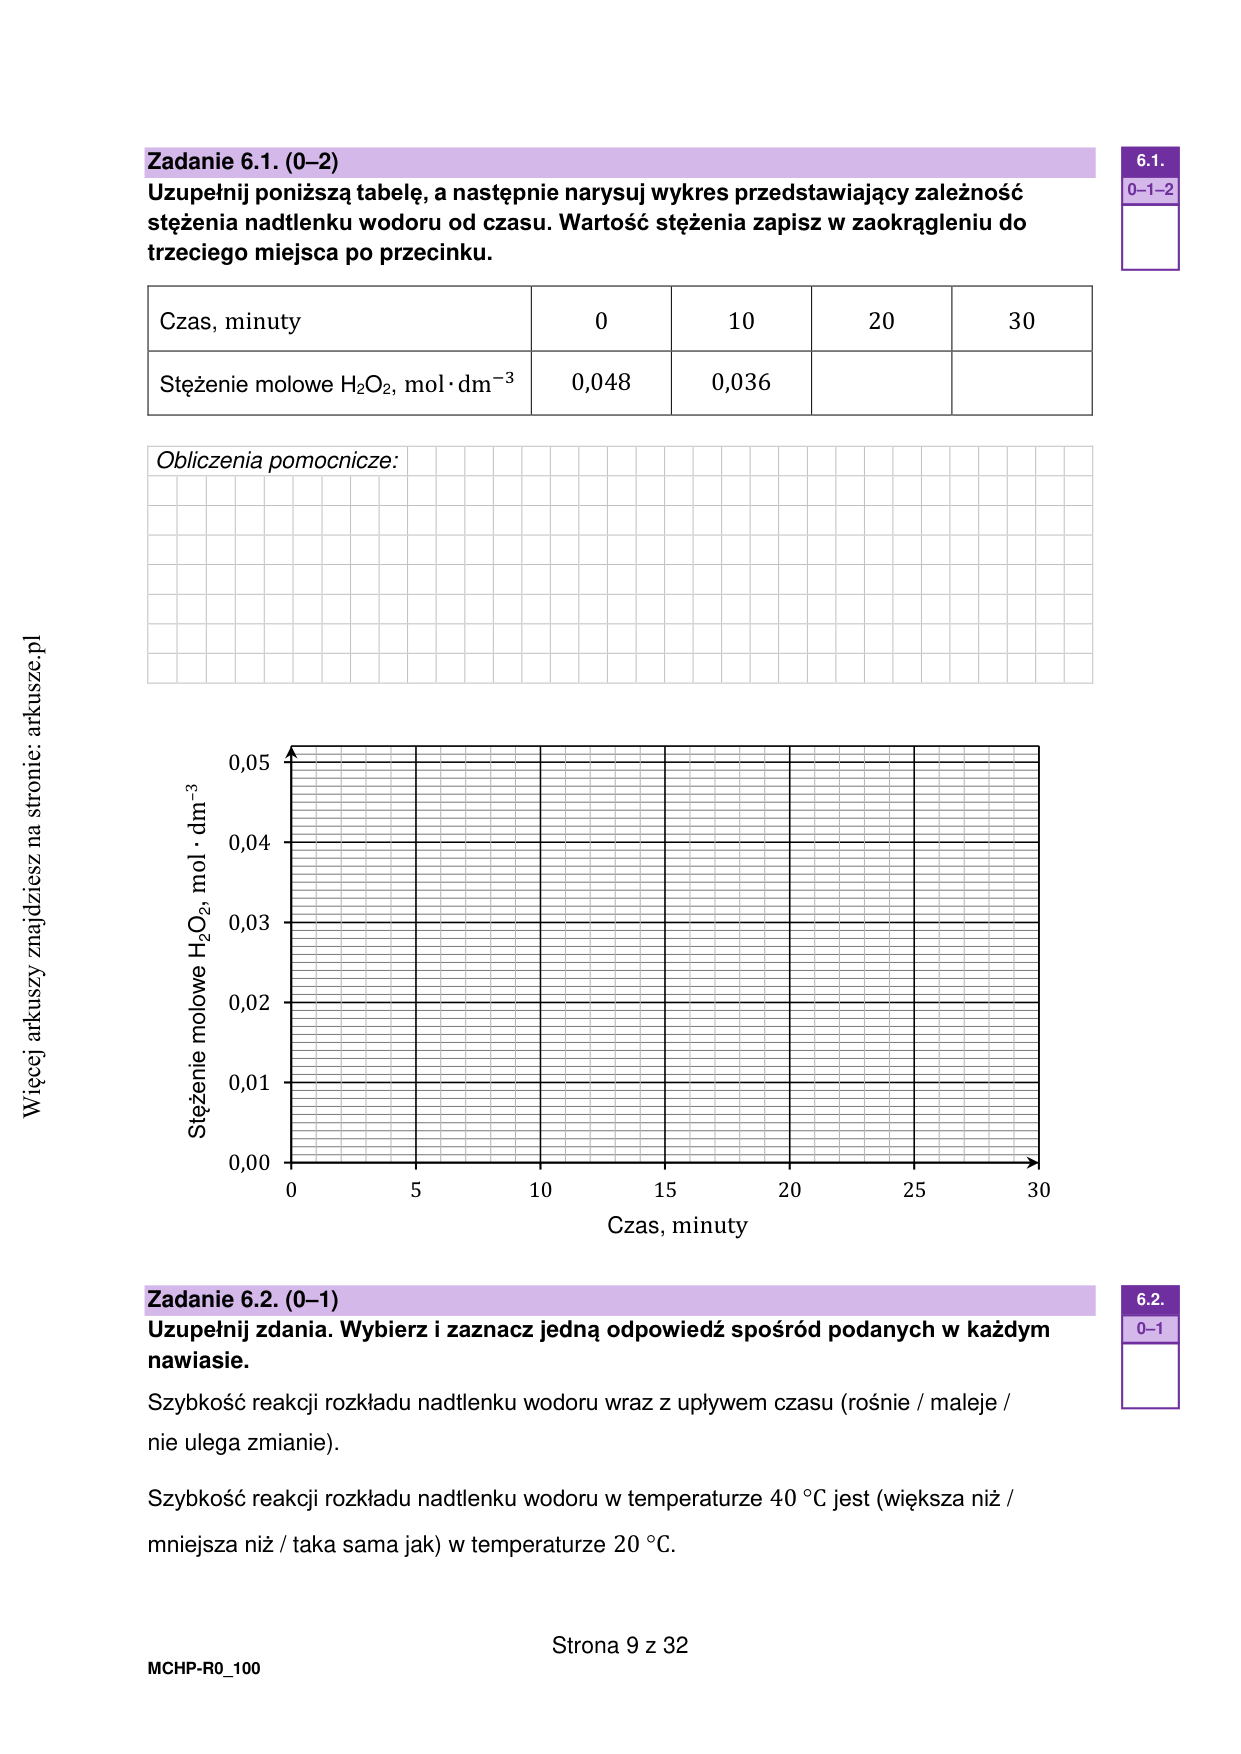 Zadanie 6.1. (0–2)
6.1.
0–1–2
Uzupełnij poniższą tabelę, a następnie narysuj wykres przedstawiający zależność
stężenia nadtlenku wodoru od czasu. Wartość stężenia zapisz w zaokrągleniu do
trzeciego miejsca po przecinku.
Czas, minuty 0 10 20 30
Stężenie molowe H₂O₂, mol · dm⁻³ 0,048 0,036
Obliczenia pomocnicze:
Więcej arkuszy znajdziesz na stronie: arkusze.pl
Stężenie molowe H₂O₂, mol · dm⁻³
0,05
0,04
0,03
0,02
0,01
0,00
0 5 10 15 20 25 30
Czas, minuty
Zadanie 6.2. (0–1)
6.2.
0–1
Uzupełnij zdania. Wybierz i zaznacz jedną odpowiedź spośród podanych w każdym
nawiasie.
Szybkość reakcji rozkładu nadtlenku wodoru wraz z upływem czasu (rośnie / maleje /
nie ulega zmianie).
Szybkość reakcji rozkładu nadtlenku wodoru w temperaturze 40 °C jest (większa niż /
mniejsza niż / taka sama jak) w temperaturze 20 °C.
Strona 9 z 32
MCHP-R0_100